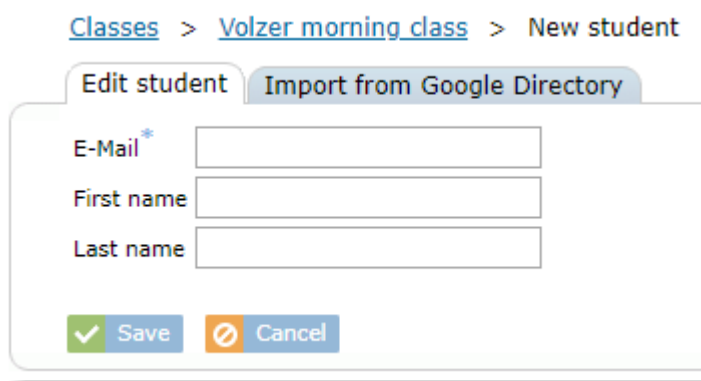 Classes > Volzer morning class > New student
Edit student Import from Google Directory
E-Mail*
First name
Last name
Save Cancel